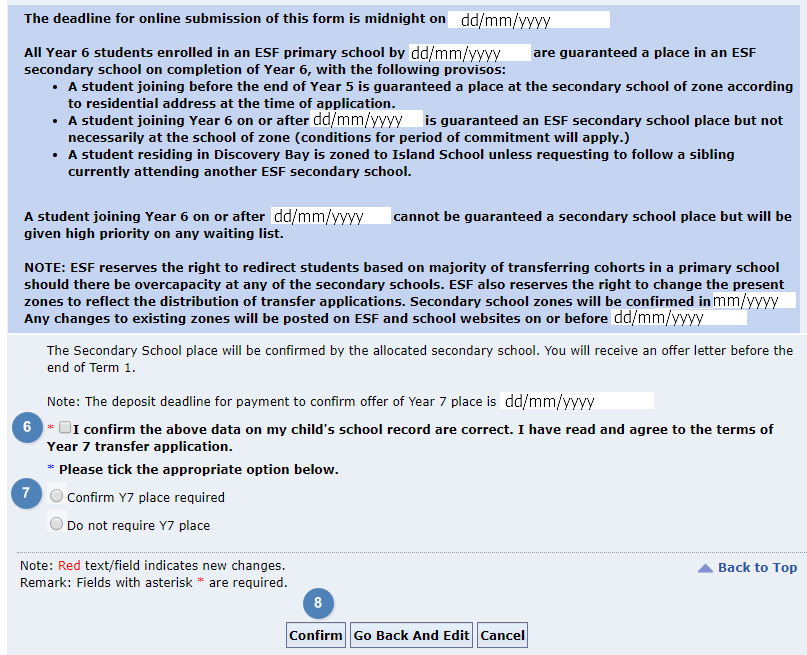 The deadline for online submission of this form is midnight on dd/mm/yyyy
All Year 6 students enrolled in an ESF primary school by dd/mm/yyyy are guaranteed a place in an ESF
secondary school on completion of Year 6, with the following provisos:
• A student joining before the end of Year 5 is guaranteed a place at the secondary school of zone according
to residential address at the time of application.
• A student joining Year 6 on or after dd/mm/yyyy is guaranteed an ESF secondary school place but not
necessarily at the school of zone (conditions for period of commitment will apply.)
• A student residing in Discovery Bay is zoned to Island School unless requesting to follow a sibling
currently attending another ESF secondary school.
A student joining Year 6 on or after dd/mm/yyyy cannot be guaranteed a secondary school place but will be
given high priority on any waiting list.
NOTE: ESF reserves the right to redirect students based on majority of transferring cohorts in a primary school
should there be overcapacity at any of the secondary schools. ESF also reserves the right to change the present
zones to reflect the distribution of transfer applications. Secondary school zones will be confirmed in mm/yyyy
Any changes to existing zones will be posted on ESF and school websites on or before dd/mm/yyyy
The Secondary School place will be confirmed by the allocated secondary school. You will receive an offer letter before the
end of Term 1.
Note: The deposit deadline for payment to confirm offer of Year 7 place is dd/mm/yyyy
6 * I confirm the above data on my child's school record are correct. I have read and agree to the terms of
Year 7 transfer application.
* Please tick the appropriate option below.
7 Confirm Y7 place required
Do not require Y7 place
Note: Red text/field indicates new changes.
Back to Top
Remark: Fields with asterisk * are required.
8
Confirm Go Back And Edit Cancel